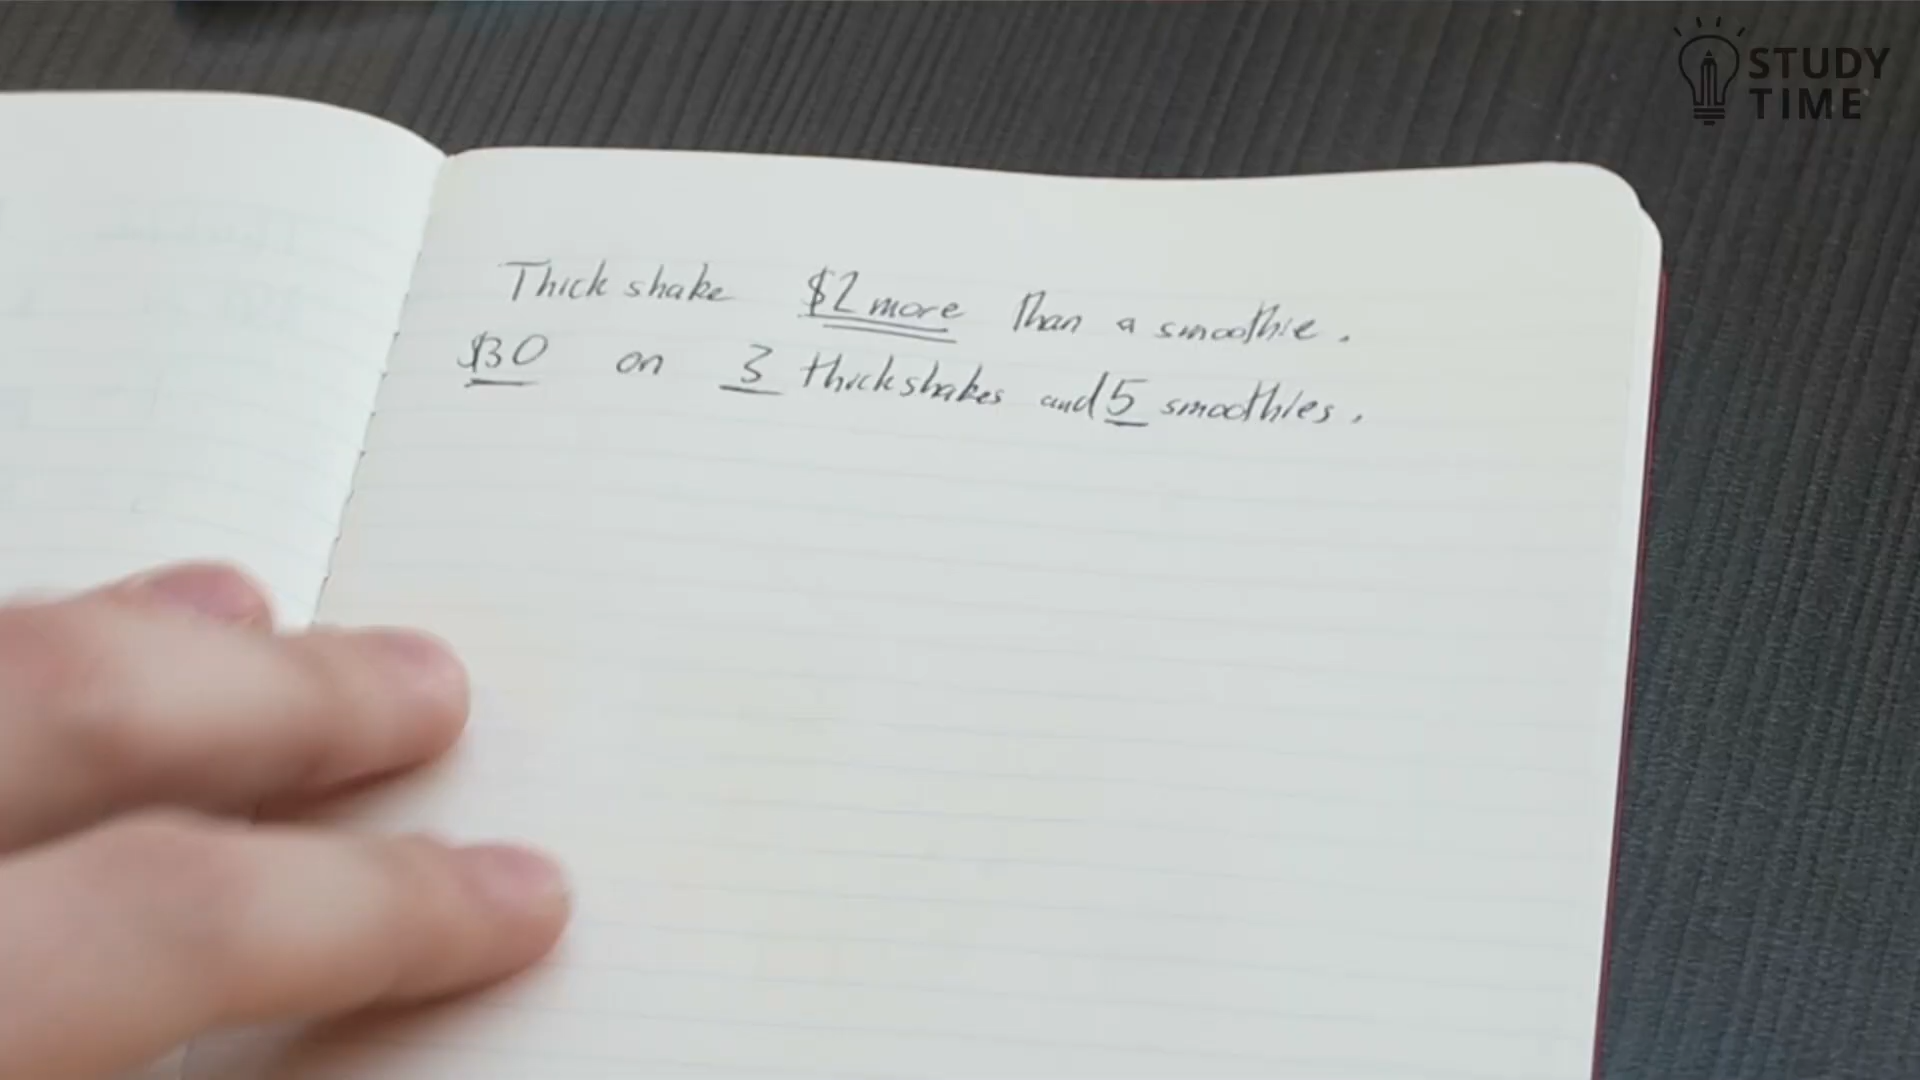 STUDY
TIME
Thick shake $2 more than a smoothie.
$30 on 3 thickshakes and 5 smoothies.